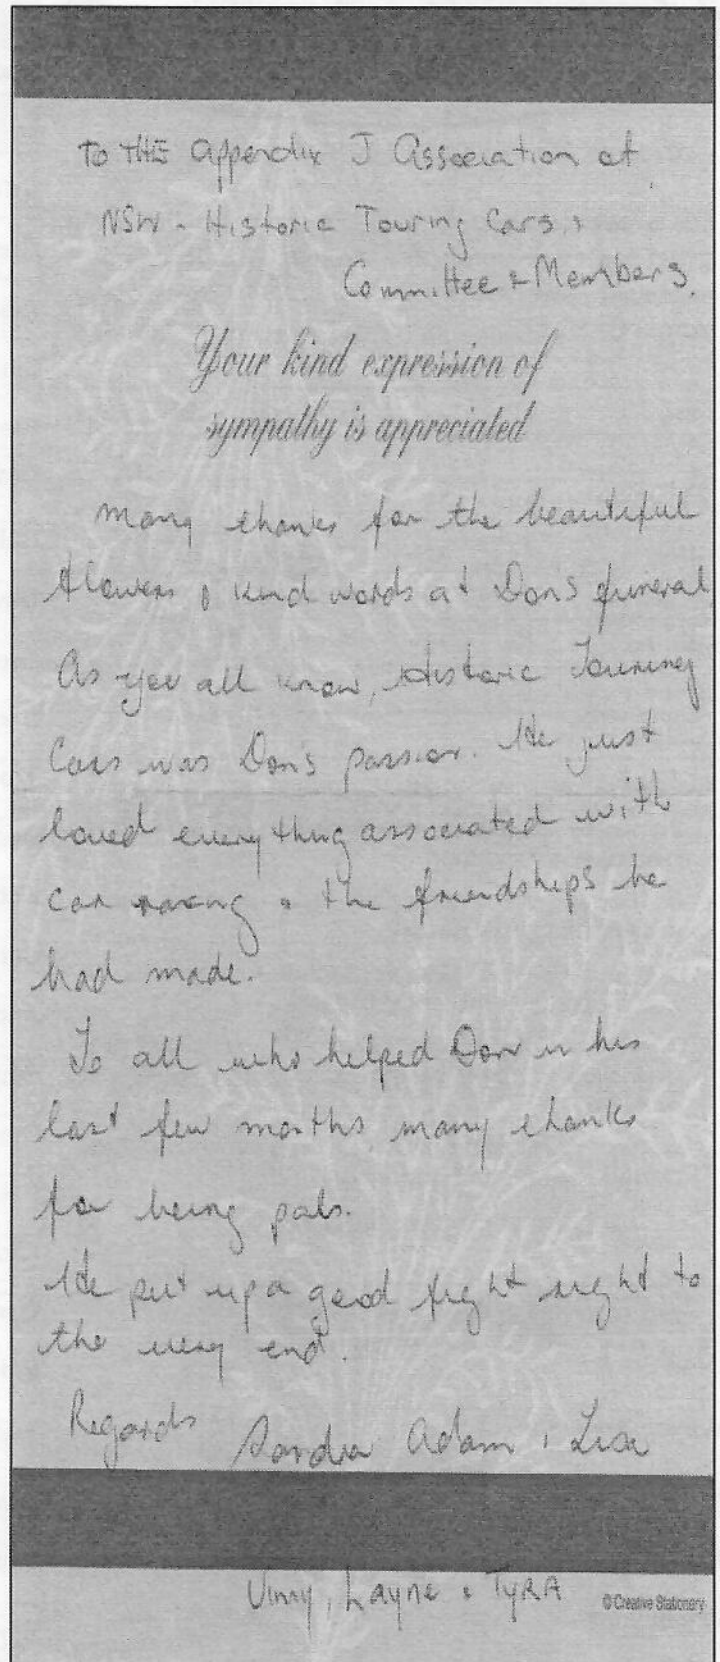 To THE Appendix J Association of
NSW - Historic Touring Cars,
Committee & Members.
Your kind expression of
sympathy is appreciated
Many thanks for the beautiful
flowers & kind words at Don's funeral
As you all know, Historic Touring
Cars was Don's passion. He just
loved everything associated with
car racing & the friendships he
had made.
To all who helped Don in his
last few months many thanks
for being pals.
He put up a good fight right to
the very end.
Regards Sandra Adam & Lisa
Vinny, Layne & TYRA
© Creative Stationery